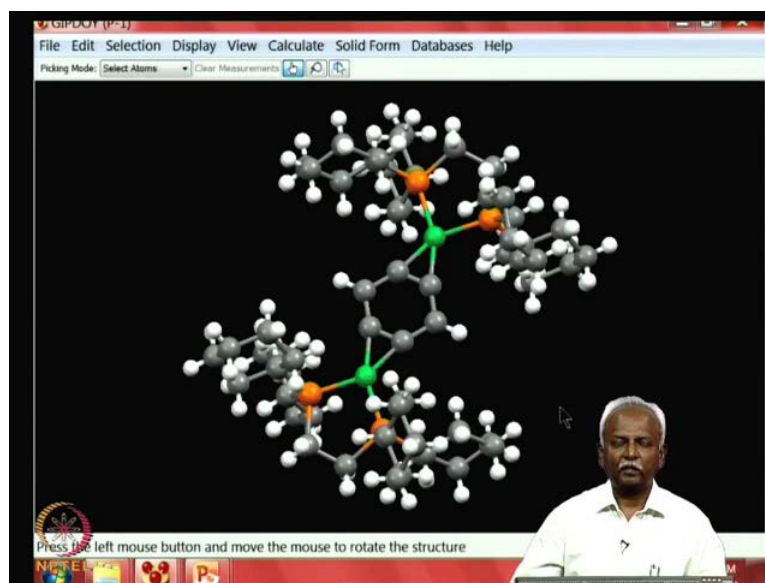 GIPDOY (P-1)
File Edit Selection Display View Calculate Solid Form Databases Help
Picking Mode: Select Atoms Clear Measurements
Press the left mouse button and move the mouse to rotate the structure
NPTEL
M